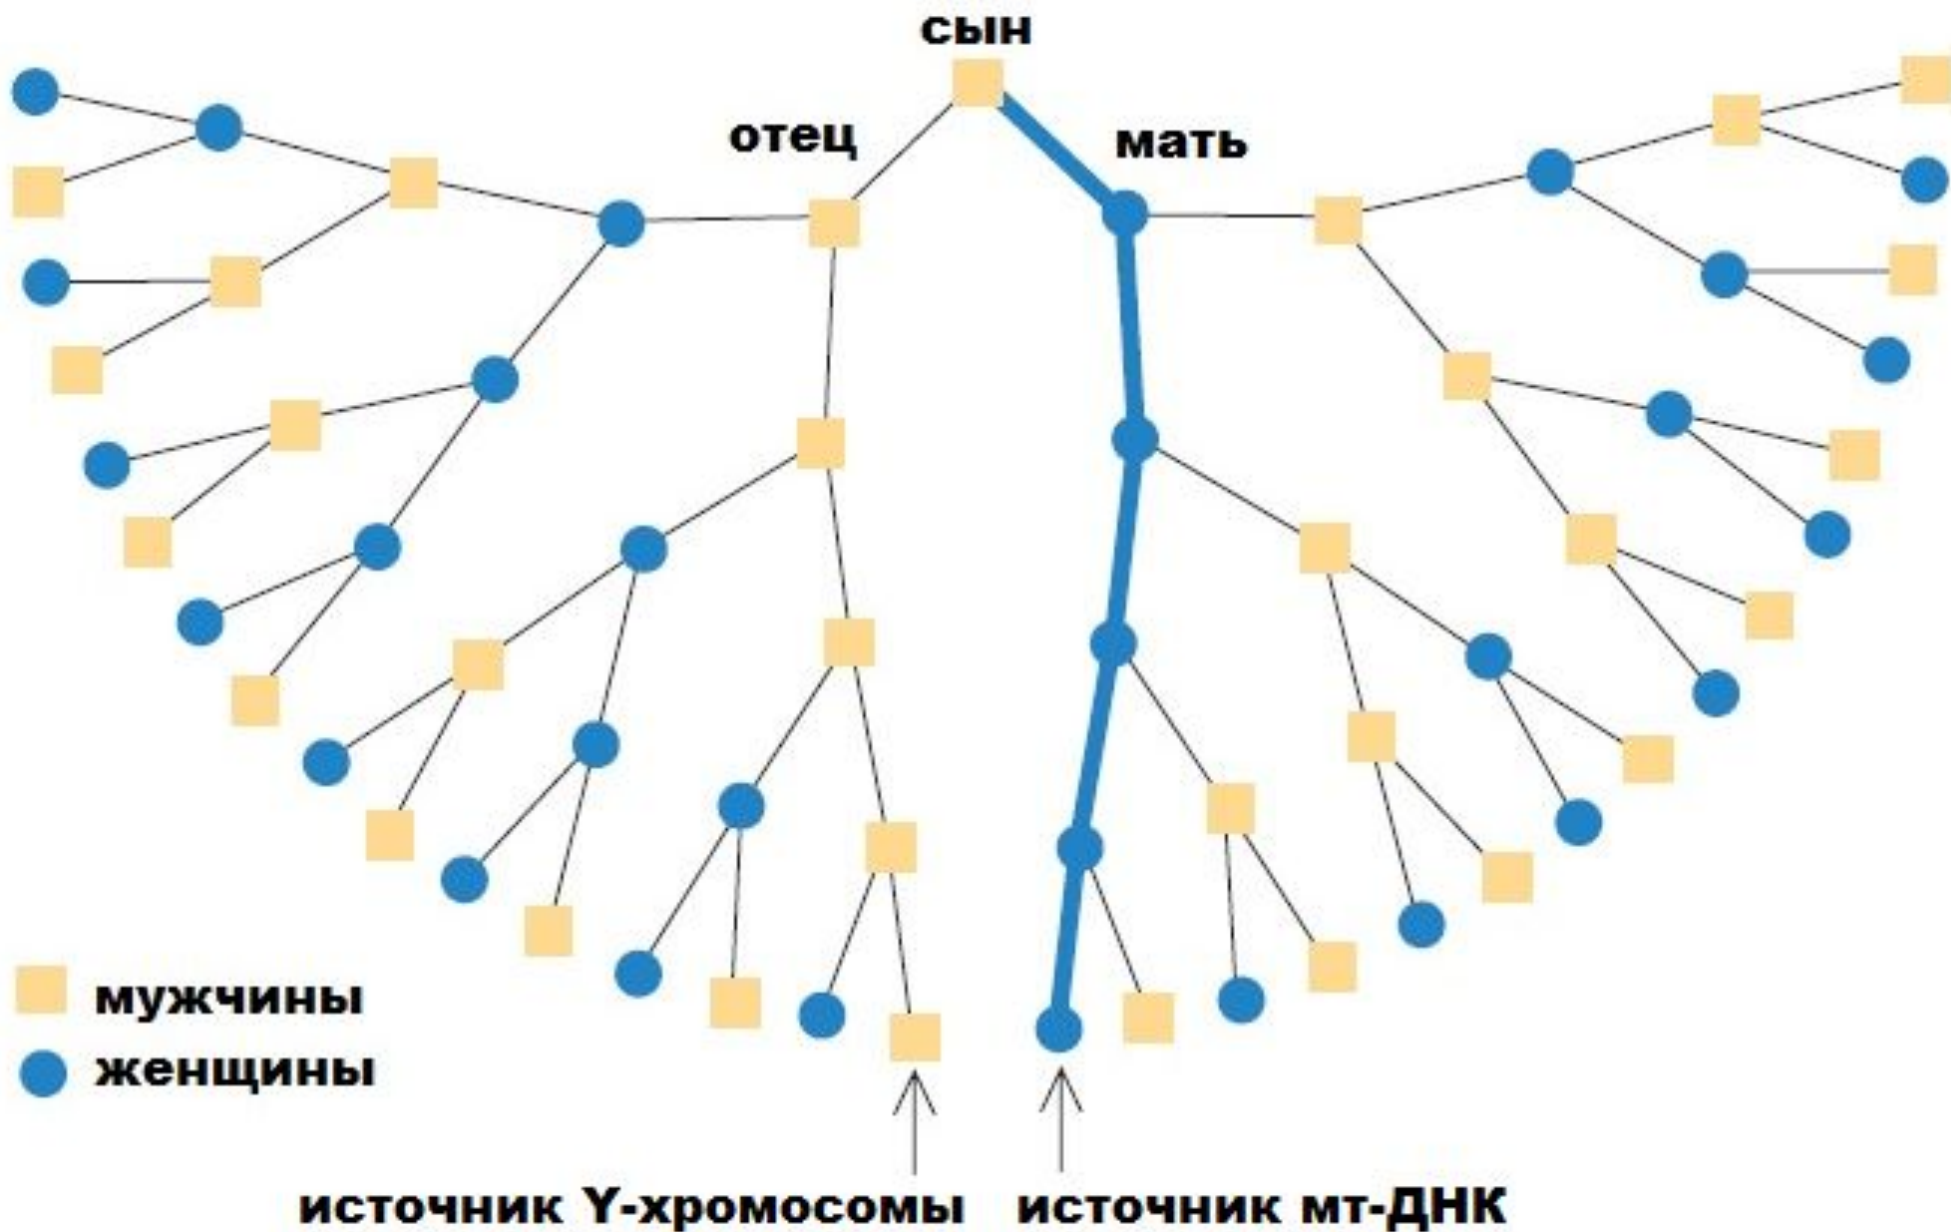 сын
отец
мать
мужчины
женщины
источник Y-хромосомы
источник мт-ДНК